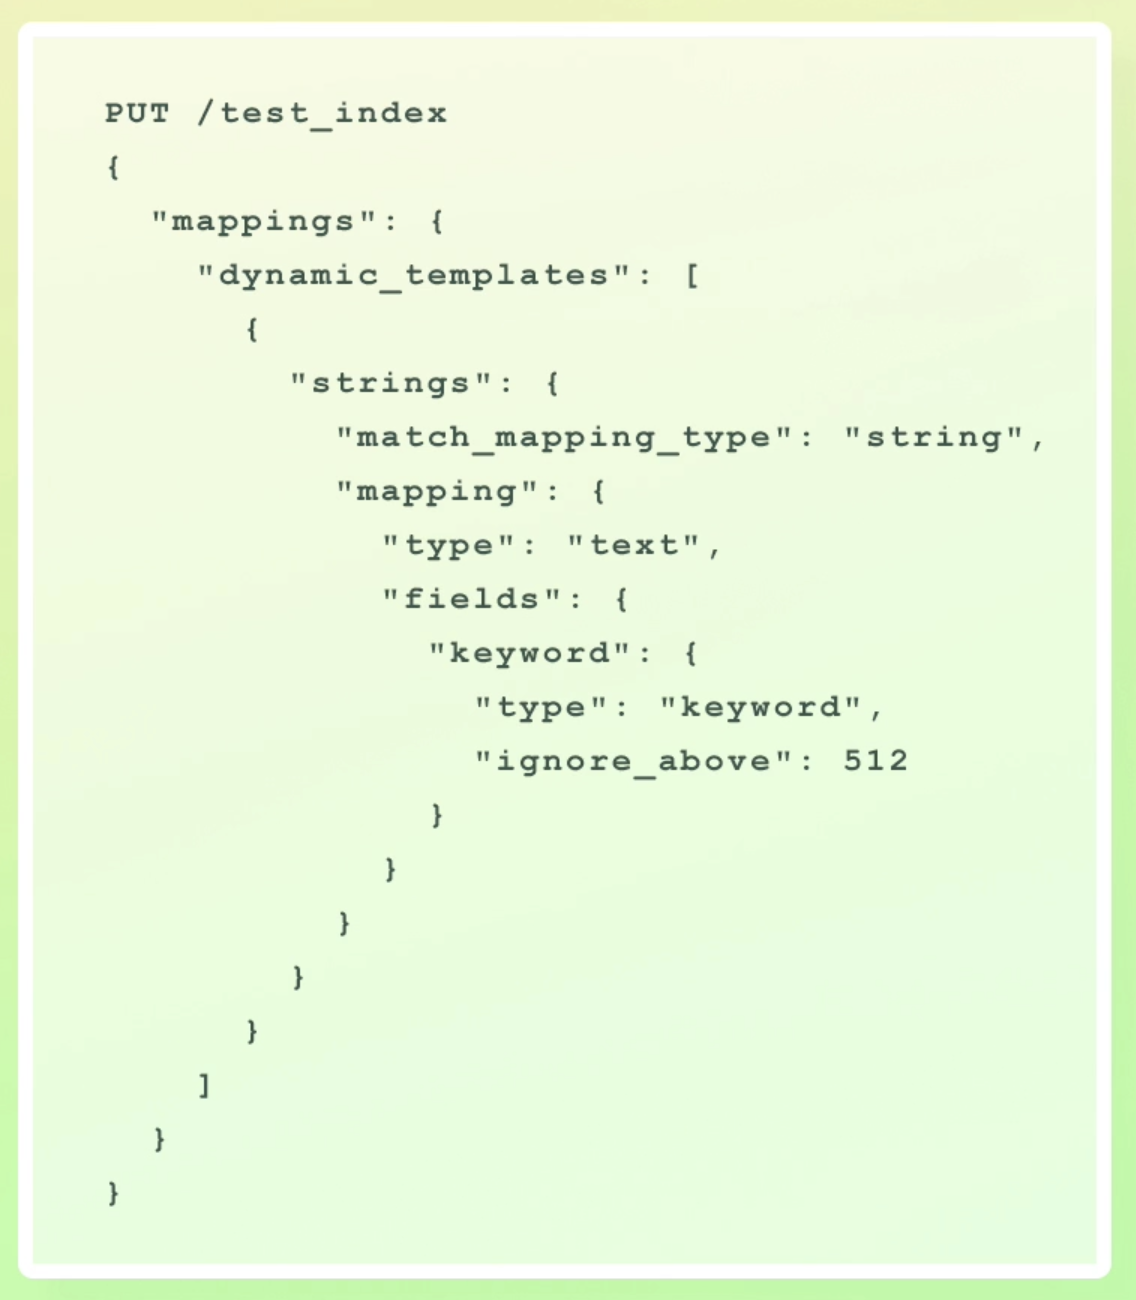 PUT /test_index
{
  "mappings": {
    "dynamic_templates": [
      {
        "strings": {
          "match_mapping_type": "string",
          "mapping": {
            "type": "text",
            "fields": {
              "keyword": {
                "type": "keyword",
                "ignore_above": 512
              }
            }
          }
        }
      }
    ]
  }
}